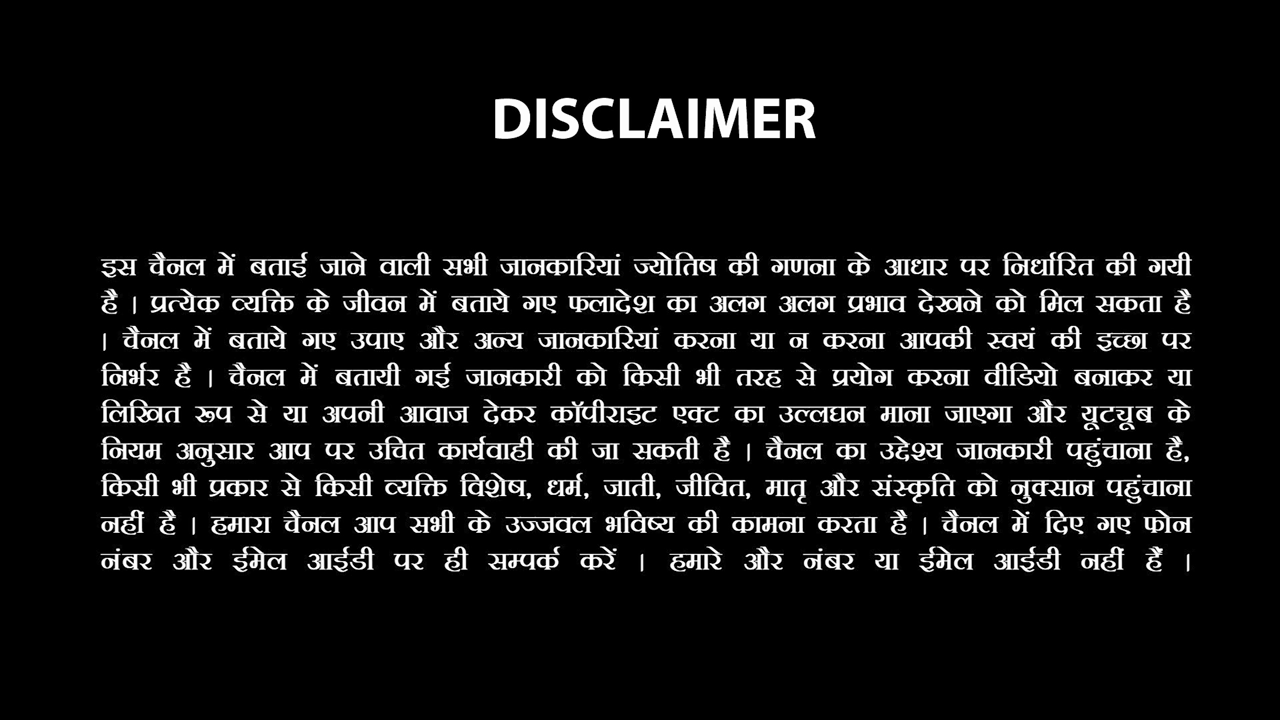 DISCLAIMER
इस चैनल में बताई जाने वाली सभी जानकारियां ज्योतिष की गणना के आधार पर निर्धारित की गयी
है । प्रत्येक व्यक्ति के जीवन में बताये गए फलादेश का अलग अलग प्रभाव देखने को मिल सकता है
। चैनल में बताये गए उपाए और अन्य जानकारियां करना या न करना आपकी स्वयं की इच्छा पर
निर्भर है । चैनल में बतायी गई जानकारी को किसी भी तरह से प्रयोग करना वीडियो बनाकर या
लिखित रूप से या अपनी आवाज देकर कॉपीराइट एक्ट का उल्लघन माना जाएगा और यूट्यूब के
नियम अनुसार आप पर उचित कार्यवाही की जा सकती है । चैनल का उद्देश्य जानकारी पहुंचाना है,
किसी भी प्रकार से किसी व्यक्ति विशेष, धर्म, जाती, जीवित, मातृ और संस्कृति को नुक्सान पहुंचाना
नहीं है । हमारा चैनल आप सभी के उज्जवल भविष्य की कामना करता है । चैनल में दिए गए फोन
नंबर और ईमेल आईडी पर ही सम्पर्क करें । हमारे और नंबर या ईमेल आईडी नहीं हैं ।